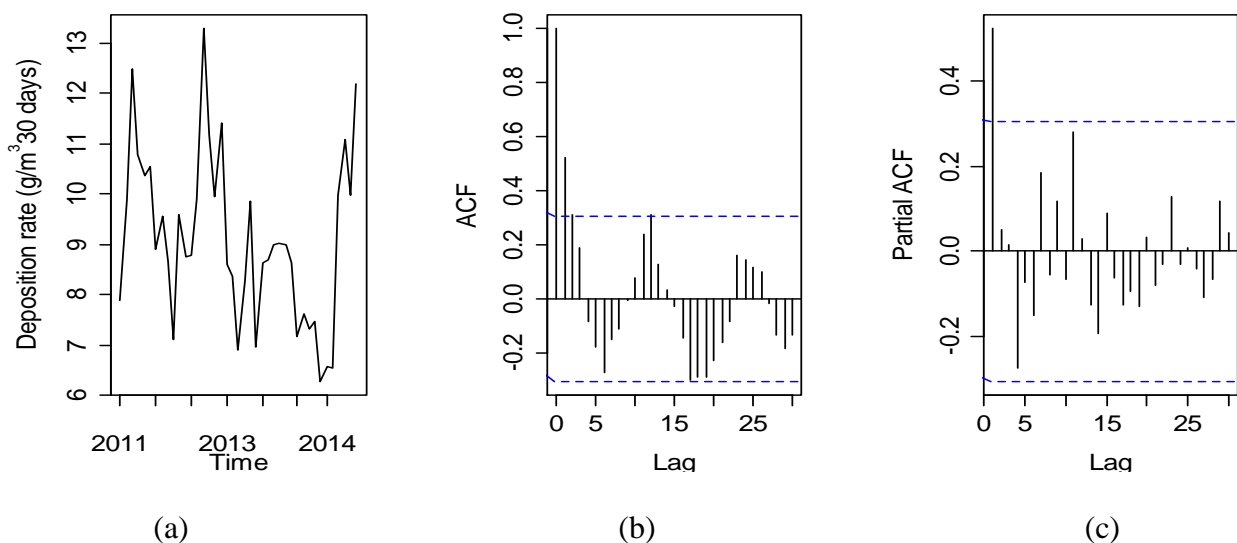 Deposition rate (g/m³30 days)
6 7 8 9 10 11 12 13
2011 2013 2014
Time
(a)
ACF
-0.2 0.0 0.2 0.4 0.6 0.8 1.0
0 5 15 25
Lag
(b)
Partial ACF
-0.2 0.0 0.2 0.4
0 5 15 25
Lag
(c)